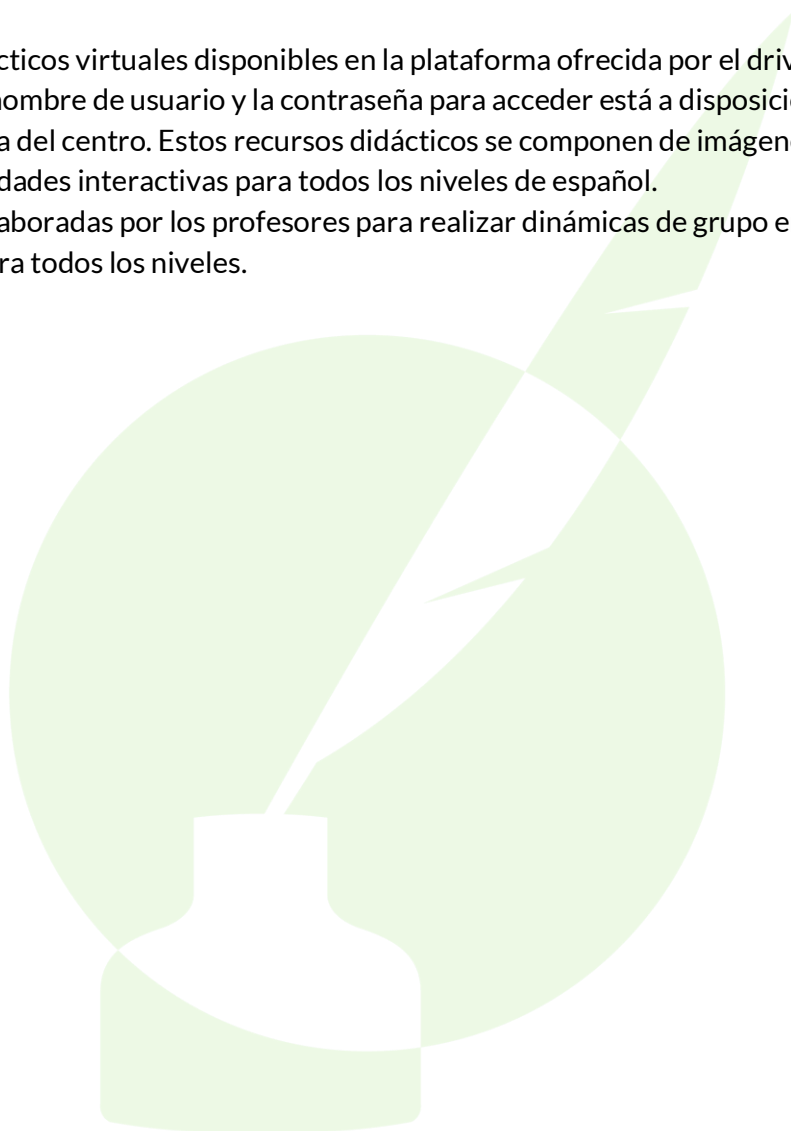 cticos virtuales disponibles en la plataforma ofrecida por el driv
nombre de usuario y la contraseña para acceder está a disposici
a del centro. Estos recursos didácticos se componen de imágen
dades interactivas para todos los niveles de español.
aboradas por los profesores para realizar dinámicas de grupo e
ra todos los niveles.